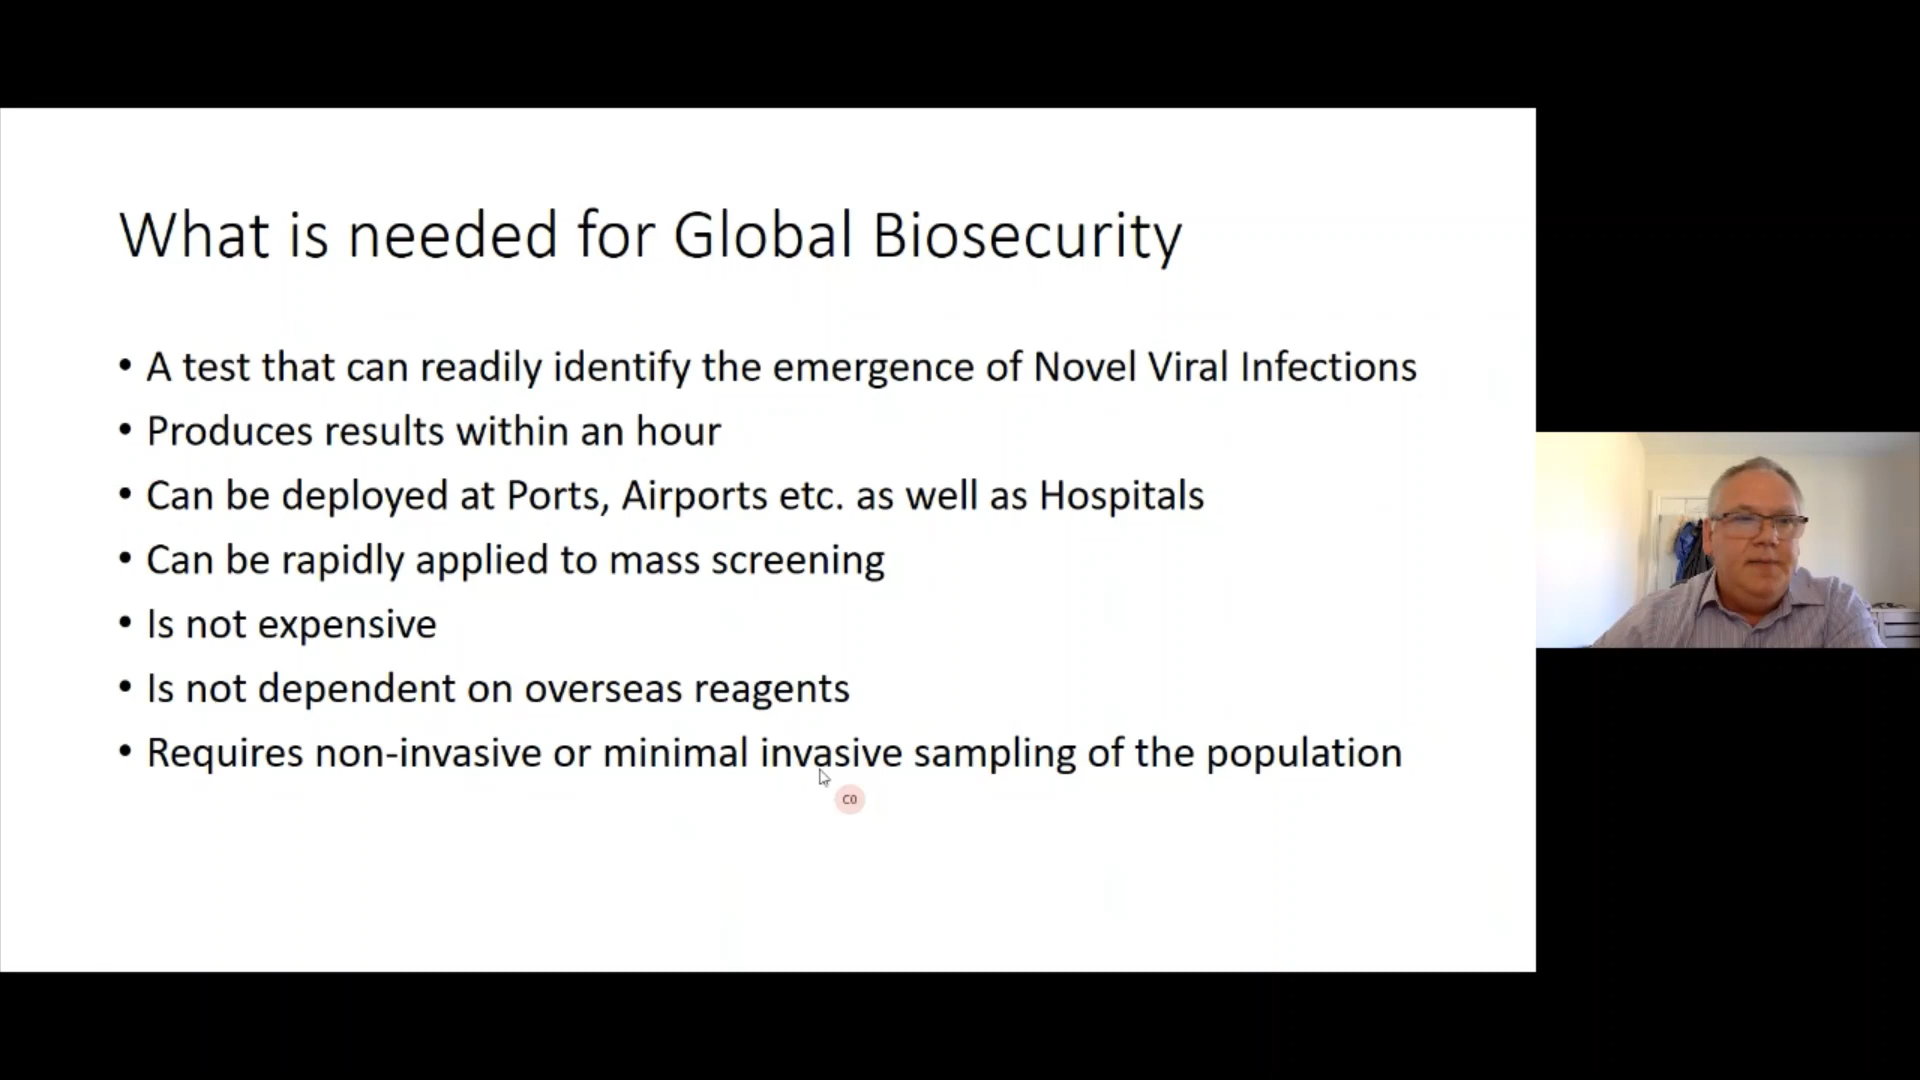 What is needed for Global Biosecurity
• A test that can readily identify the emergence of Novel Viral Infections
• Produces results within an hour
• Can be deployed at Ports, Airports etc. as well as Hospitals
• Can be rapidly applied to mass screening
• Is not expensive
• Is not dependent on overseas reagents
• Requires non-invasive or minimal invasive sampling of the population
CO